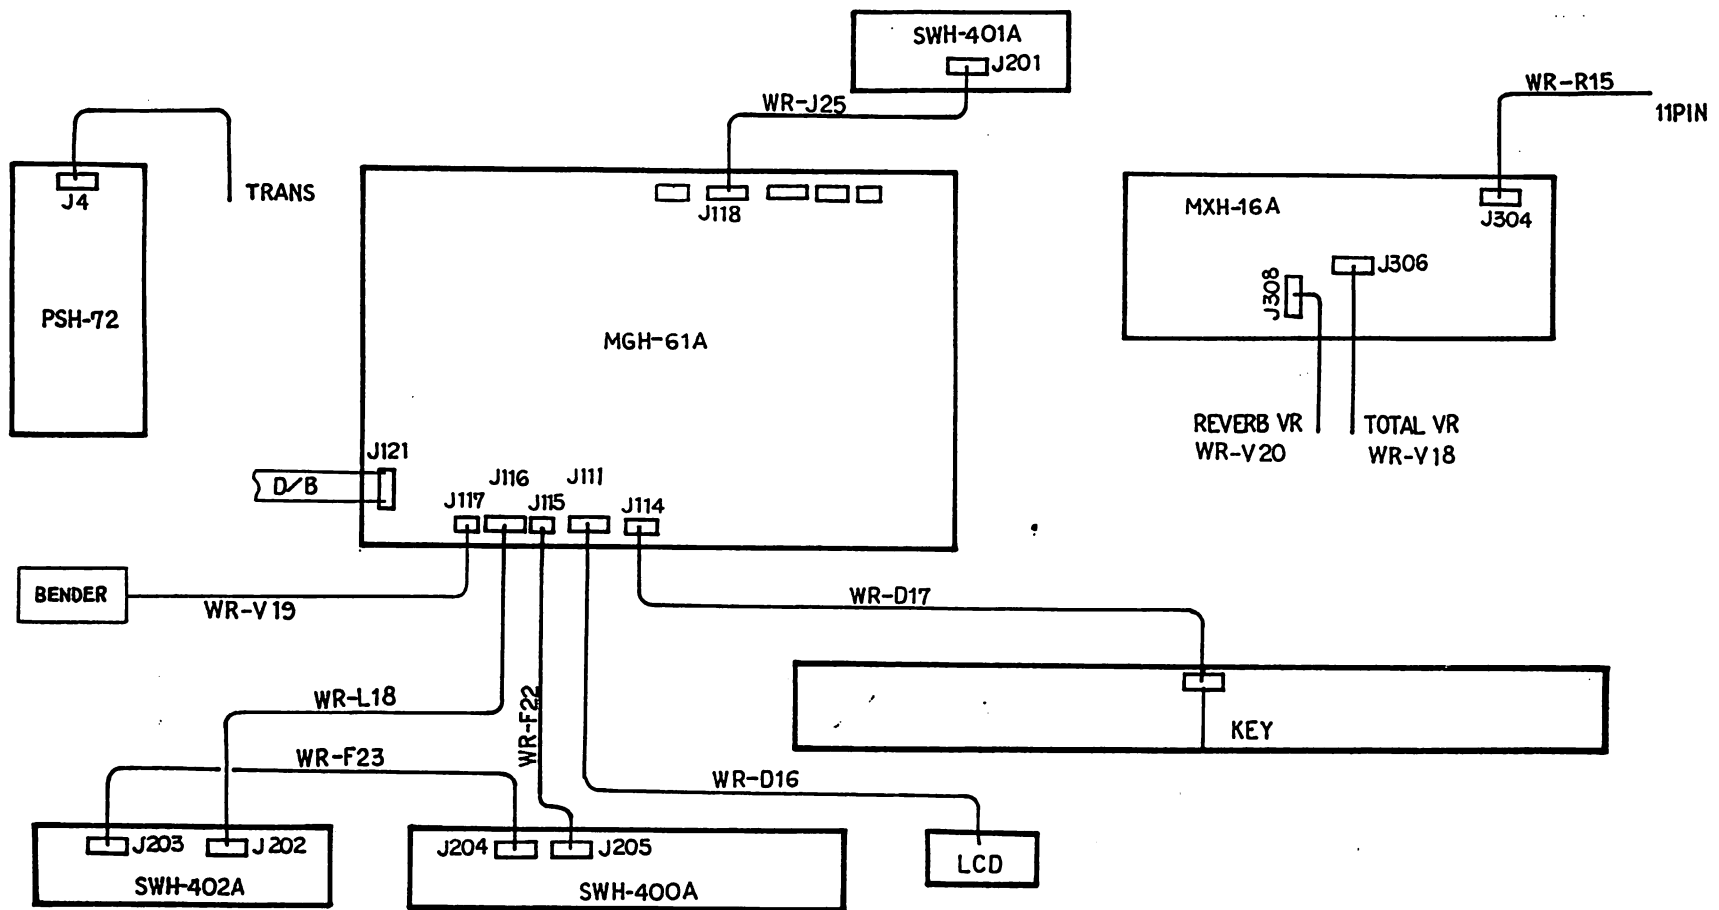 SWH-401A
J201
WR-J25
WR-R15
11PIN
J4
TRANS
J118
MXH-16A
J304
J306
J308
PSH-72
MGH-61A
REVERB VR
WR-V20
TOTAL VR
WR-V18
J121
D/B
J117
J116
J115
J111
J114
BENDER
WR-V19
WR-D17
WR-L18
WR-F22
KEY
WR-F23
WR-D16
J203
J202
SWH-402A
J204
J205
SWH-400A
LCD